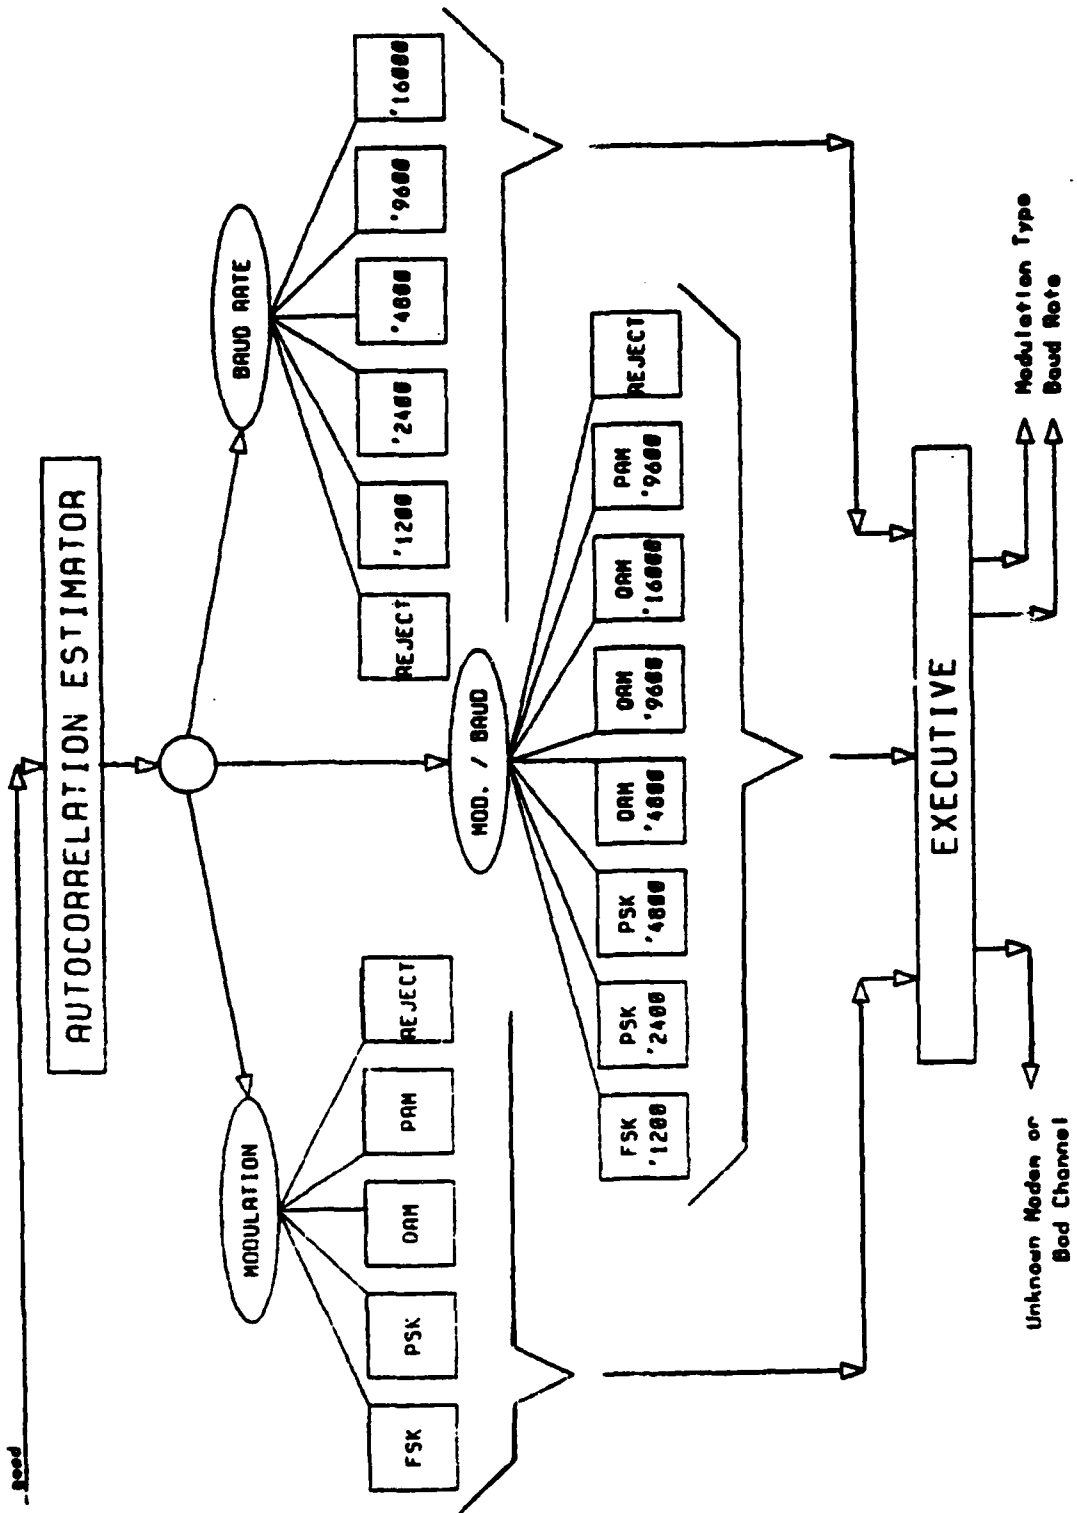 AUTOCORRELATION ESTIMATOR
MODULATION
BAUD RATE
FSK
PSK
QAM
PAM
REJECT
REJECT
'1200
'2400
'4800
'9600
'16000
MOD. / BAUD
FSK
'1200
PSK
'2400
PSK
'4800
QAM
'4800
QAM
'9600
QAM
'16000
PAM
'9600
REJECT
EXECUTIVE
Unknown Modem or
Bad Channel
Modulation Type
Baud Rate